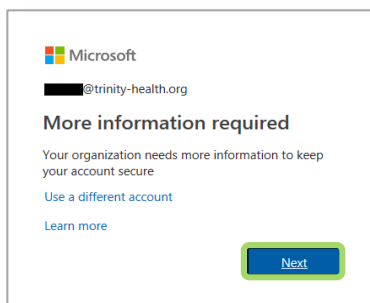 Microsoft
@trinity-health.org
More information required
Your organization needs more information to keep
your account secure
Use a different account
Learn more
Next